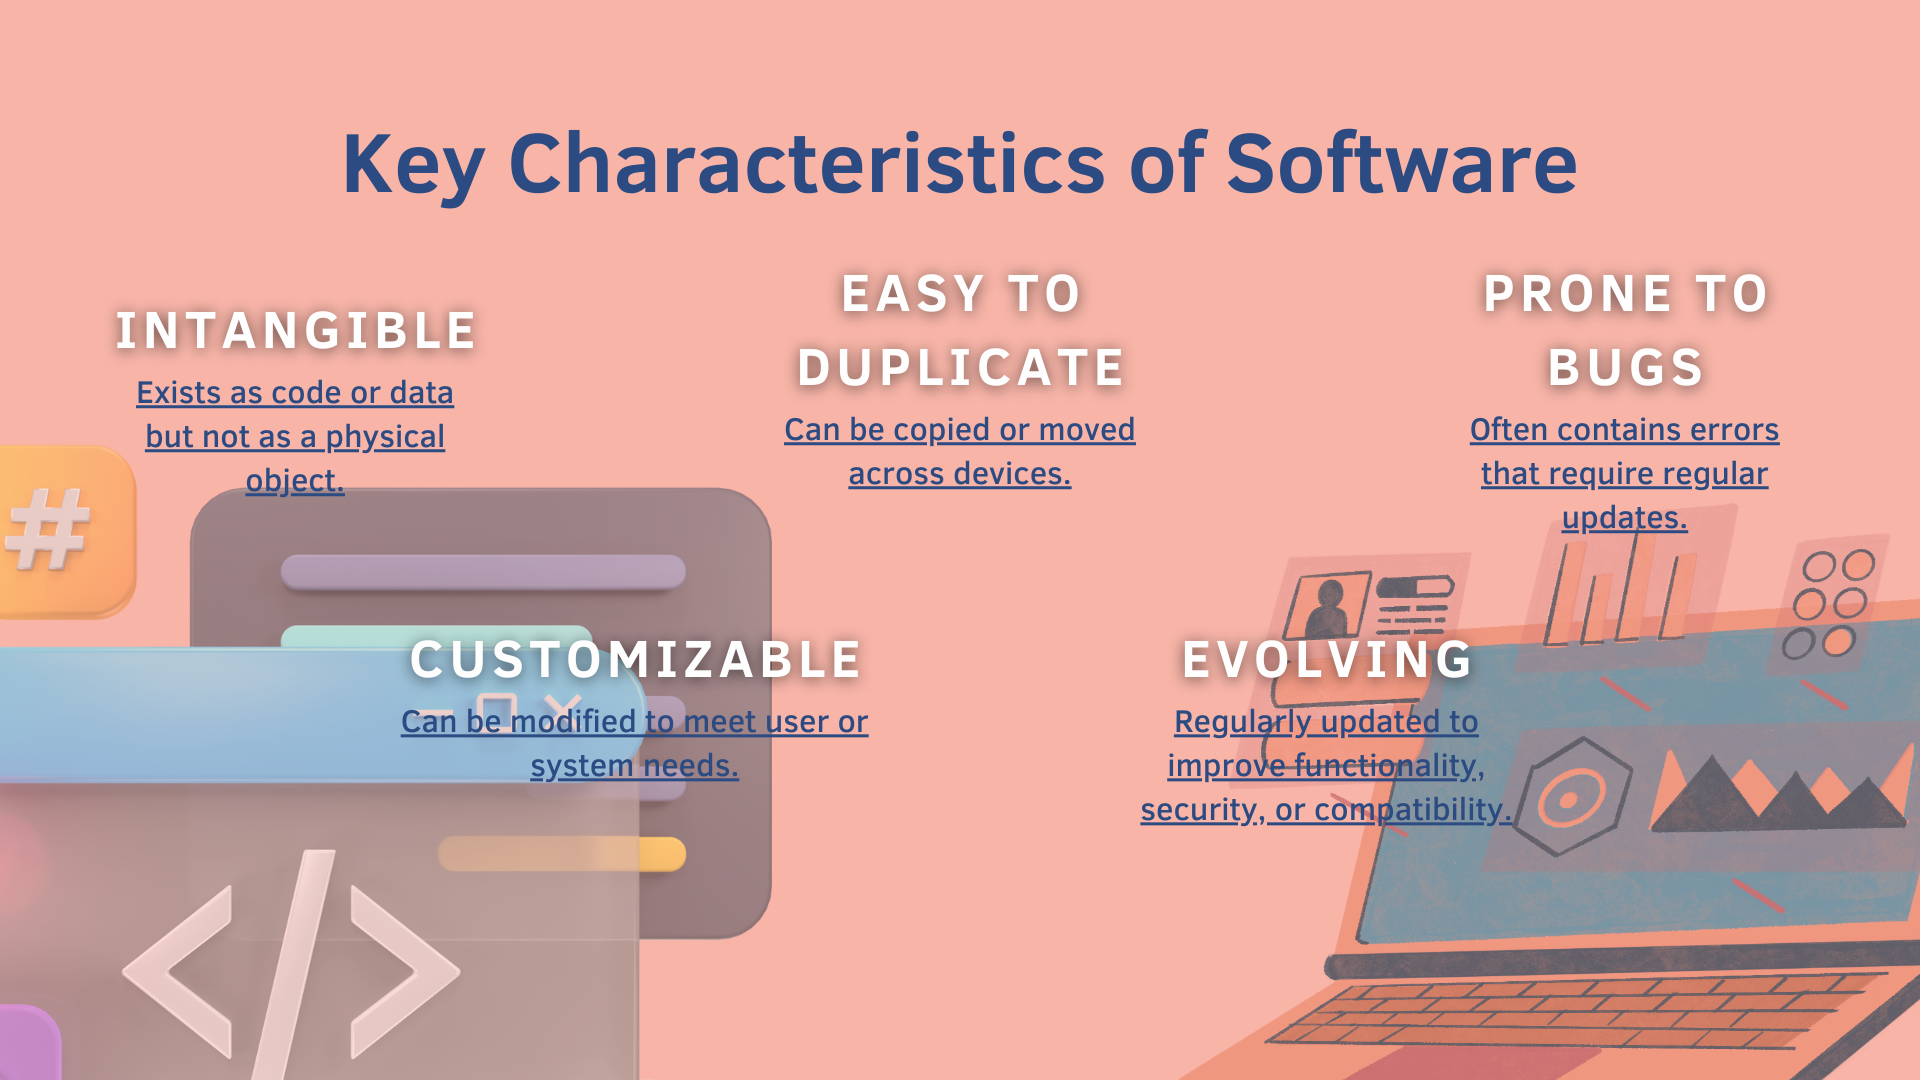 Key Characteristics of Software
INTANGIBLE
Exists as code or data
but not as a physical
object.
EASY TO
DUPLICATE
Can be copied or moved
across devices.
PRONE TO
BUGS
Often contains errors
that require regular
updates.
#
CUSTOMIZABLE
Can be modified to meet user or
system needs.
EVOLVING
Regularly updated to
improve functionality,
security, or compatibility.
</>